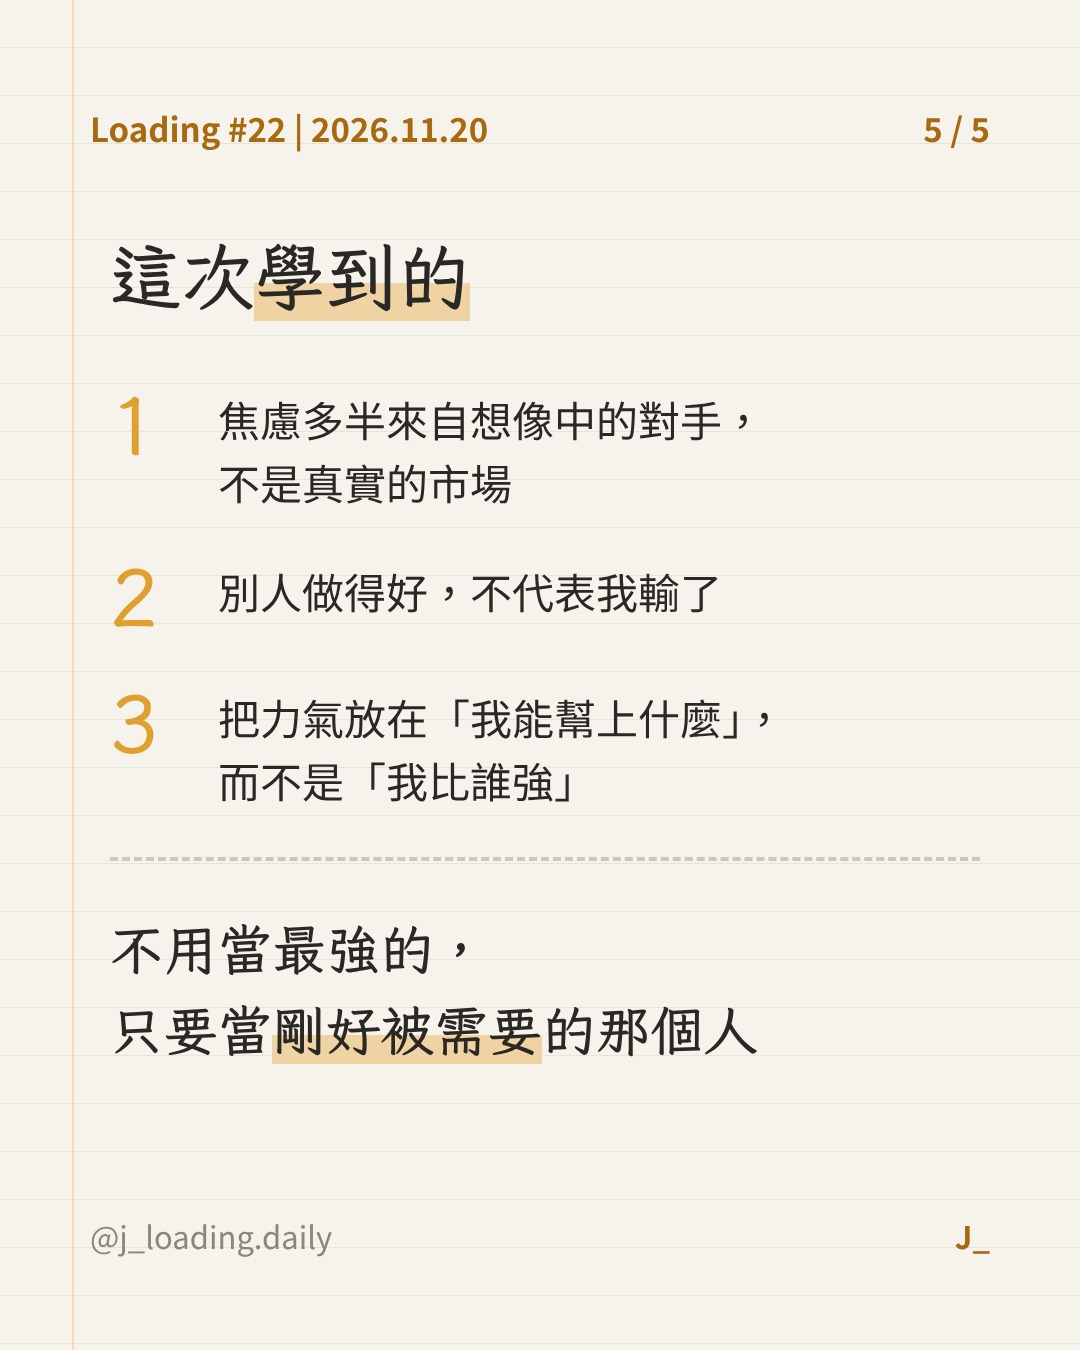 Loading #22 | 2026.11.20
5 / 5
這次學到的
1
焦慮多半來自想像中的對手，
不是真實的市場
2
別人做得好，不代表我輸了
3
把力氣放在「我能幫上什麼」，
而不是「我比誰強」
不用當最強的，
只要當剛好被需要的那個人
@j_loading.daily
J_